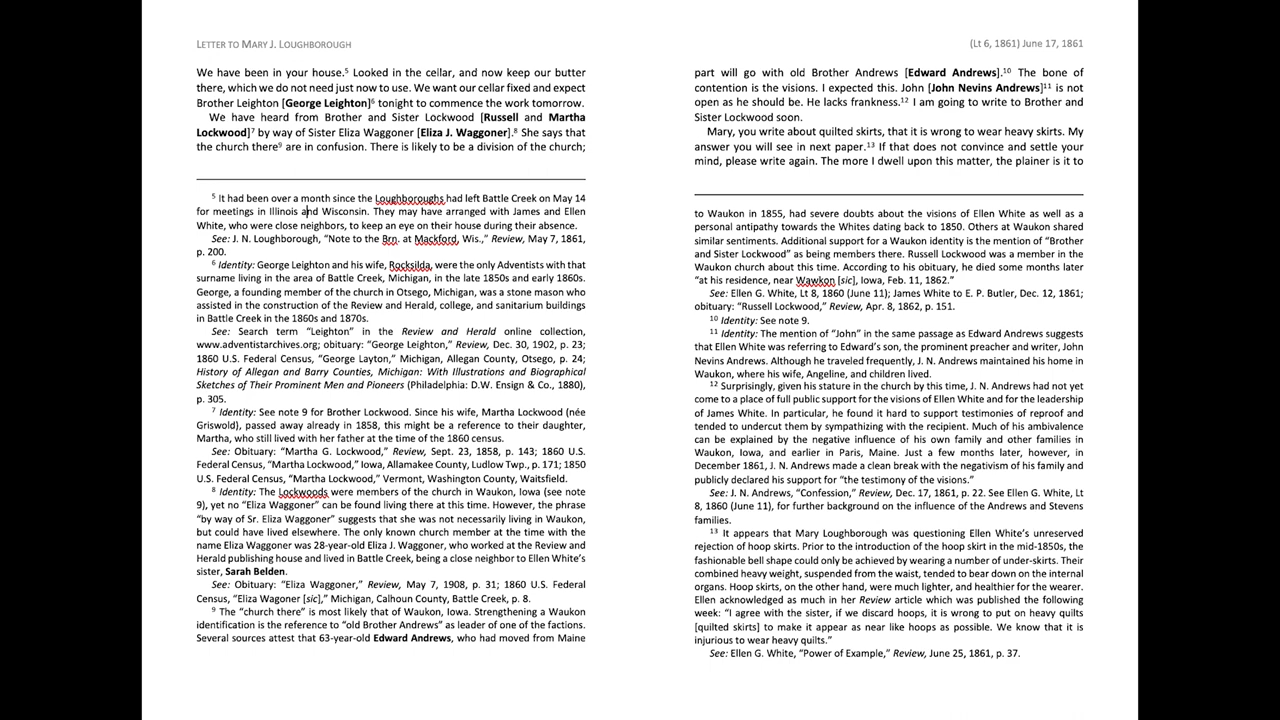 LETTER TO MARY J. LOUGHBOROUGH
We have been in your house.⁵ Looked in the cellar, and now keep our butter
there, which we do not need just now to use. We want our cellar fixed and expect
Brother Leighton [George Leighton]⁶ tonight to commence the work tomorrow.
We have heard from Brother and Sister Lockwood [Russell and Martha
Lockwood]⁷ by way of Sister Eliza Waggoner [Eliza J. Waggoner].⁸ She says that
the church there⁹ are in confusion. There is likely to be a division of the church;
⁵ It had been over a month since the Loughboroughs had left Battle Creek on May 14
for meetings in Illinois and Wisconsin. They may have arranged with James and Ellen
White, who were close neighbors, to keep an eye on their house during their absence.
See: J. N. Loughborough, “Note to the Brn. at Mackford, Wis.,” Review, May 7, 1861,
p. 200.
⁶ Identity: George Leighton and his wife, Rocksilda, were the only Adventists with that
surname living in the area of Battle Creek, Michigan, in the late 1850s and early 1860s.
George, a founding member of the church in Otsego, Michigan, was a stone mason who
assisted in the construction of the Review and Herald, college, and sanitarium buildings
in Battle Creek in the 1860s and 1870s.
See: Search term “Leighton” in the Review and Herald online collection,
www.adventistarchives.org; obituary: “George Leighton,” Review, Dec. 30, 1902, p. 23;
1860 U.S. Federal Census, “George Layton,” Michigan, Allegan County, Otsego, p. 24;
History of Allegan and Barry Counties, Michigan: With Illustrations and Biographical
Sketches of Their Prominent Men and Pioneers (Philadelphia: D.W. Ensign & Co., 1880),
p. 305.
⁷ Identity: See note 9 for Brother Lockwood. Since his wife, Martha Lockwood (née
Griswold), passed away already in 1858, this might be a reference to their daughter,
Martha, who still lived with her father at the time of the 1860 census.
See: Obituary: “Martha G. Lockwood,” Review, Sept. 23, 1858, p. 143; 1860 U.S.
Federal Census, “Martha Lockwood,” Iowa, Allamakee County, Ludlow Twp., p. 171; 1850
U.S. Federal Census, “Martha Lockwood,” Vermont, Washington County, Waitsfield.
⁸ Identity: The Lockwoods were members of the church in Waukon, Iowa (see note
9), yet no “Eliza Waggoner” can be found living there at this time. However, the phrase
“by way of Sr. Eliza Waggoner” suggests that she was not necessarily living in Waukon,
but could have lived elsewhere. The only known church member at the time with the
name Eliza Waggoner was 28-year-old Eliza J. Waggoner, who worked at the Review and
Herald publishing house and lived in Battle Creek, being a close neighbor to Ellen White’s
sister, Sarah Belden.
See: Obituary: “Eliza Waggoner,” Review, May 7, 1908, p. 31; 1860 U.S. Federal
Census, “Eliza Wagoner [sic],” Michigan, Calhoun County, Battle Creek, p. 8.
⁹ The “church there” is most likely that of Waukon, Iowa. Strengthening a Waukon
identification is the reference to “old Brother Andrews” as leader of one of the factions.
Several sources attest that 63-year-old Edward Andrews, who had moved from Maine
(Lt 6, 1861) June 17, 1861
part will go with old Brother Andrews [Edward Andrews].¹⁰ The bone of
contention is the visions. I expected this. John [John Nevins Andrews]¹¹ is not
open as he should be. He lacks frankness.¹² I am going to write to Brother and
Sister Lockwood soon.
Mary, you write about quilted skirts, that it is wrong to wear heavy skirts. My
answer you will see in next paper.¹³ If that does not convince and settle your
mind, please write again. The more I dwell upon this matter, the plainer is it to
to Waukon in 1855, had severe doubts about the visions of Ellen White as well as a
personal antipathy towards the Whites dating back to 1850. Others at Waukon shared
similar sentiments. Additional support for a Waukon identity is the mention of “Brother
and Sister Lockwood” as being members there. Russell Lockwood was a member in the
Waukon church about this time. According to his obituary, he died some months later
“at his residence, near Wawkon [sic], Iowa, Feb. 11, 1862.”
See: Ellen G. White, Lt 8, 1860 (June 11); James White to E. P. Butler, Dec. 12, 1861;
obituary: “Russell Lockwood,” Review, Apr. 8, 1862, p. 151.
¹⁰ Identity: See note 9.
¹¹ Identity: The mention of “John” in the same passage as Edward Andrews suggests
that Ellen White was referring to Edward’s son, the prominent preacher and writer, John
Nevins Andrews. Although he traveled frequently, J. N. Andrews maintained his home in
Waukon, where his wife, Angeline, and children lived.
¹² Surprisingly, given his stature in the church by this time, J. N. Andrews had not yet
come to a place of full public support for the visions of Ellen White and for the leadership
of James White. In particular, he found it hard to support testimonies of reproof and
tended to undercut them by sympathizing with the recipient. Much of his ambivalence
can be explained by the negative influence of his own family and other families in
Waukon, Iowa, and earlier in Paris, Maine. Just a few months later, however, in
December 1861, J. N. Andrews made a clean break with the negativism of his family and
publicly declared his support for “the testimony of the visions.”
See: J. N. Andrews, “Confession,” Review, Dec. 17, 1861, p. 22. See Ellen G. White, Lt
8, 1860 (June 11), for further background on the influence of the Andrews and Stevens
families.
¹³ It appears that Mary Loughborough was questioning Ellen White’s unreserved
rejection of hoop skirts. Prior to the introduction of the hoop skirt in the mid-1850s, the
fashionable bell shape could only be achieved by wearing a number of under-skirts. Their
combined heavy weight, suspended from the waist, tended to bear down on the internal
organs. Hoop skirts, on the other hand, were much lighter, and healthier for the wearer.
Ellen acknowledged as much in her Review article which was published the following
week: “I agree with the sister, if we discard hoops, it is wrong to put on heavy quilts
[quilted skirts] to make it appear as near like hoops as possible. We know that it is
injurious to wear heavy quilts.”
See: Ellen G. White, “Power of Example,” Review, June 25, 1861, p. 37.